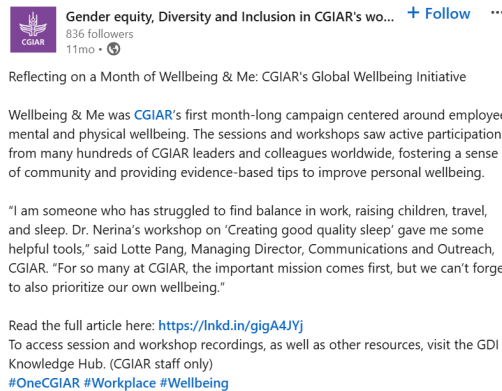 CGIAR
Gender equity, Diversity and Inclusion in CGIAR's wo...
+ Follow
836 followers
11mo •
Reflecting on a Month of Wellbeing & Me: CGIAR's Global Wellbeing Initiative
Wellbeing & Me was CGIAR’s first month-long campaign centered around employee
mental and physical wellbeing. The sessions and workshops saw active participation
from many hundreds of CGIAR leaders and colleagues worldwide, fostering a sense
of community and providing evidence-based tips to improve personal wellbeing.
“I am someone who has struggled to find balance in work, raising children, travel,
and sleep. Dr. Nerina’s workshop on ‘Creating good quality sleep’ gave me some
helpful tools,” said Lotte Pang, Managing Director, Communications and Outreach,
CGIAR. “For so many at CGIAR, the important mission comes first, but we can’t forge
to also prioritize our own wellbeing.”
Read the full article here: https://lnkd.in/gigA4JYj
To access session and workshop recordings, as well as other resources, visit the GDI
Knowledge Hub. (CGIAR staff only)
#OneCGIAR #Workplace #Wellbeing